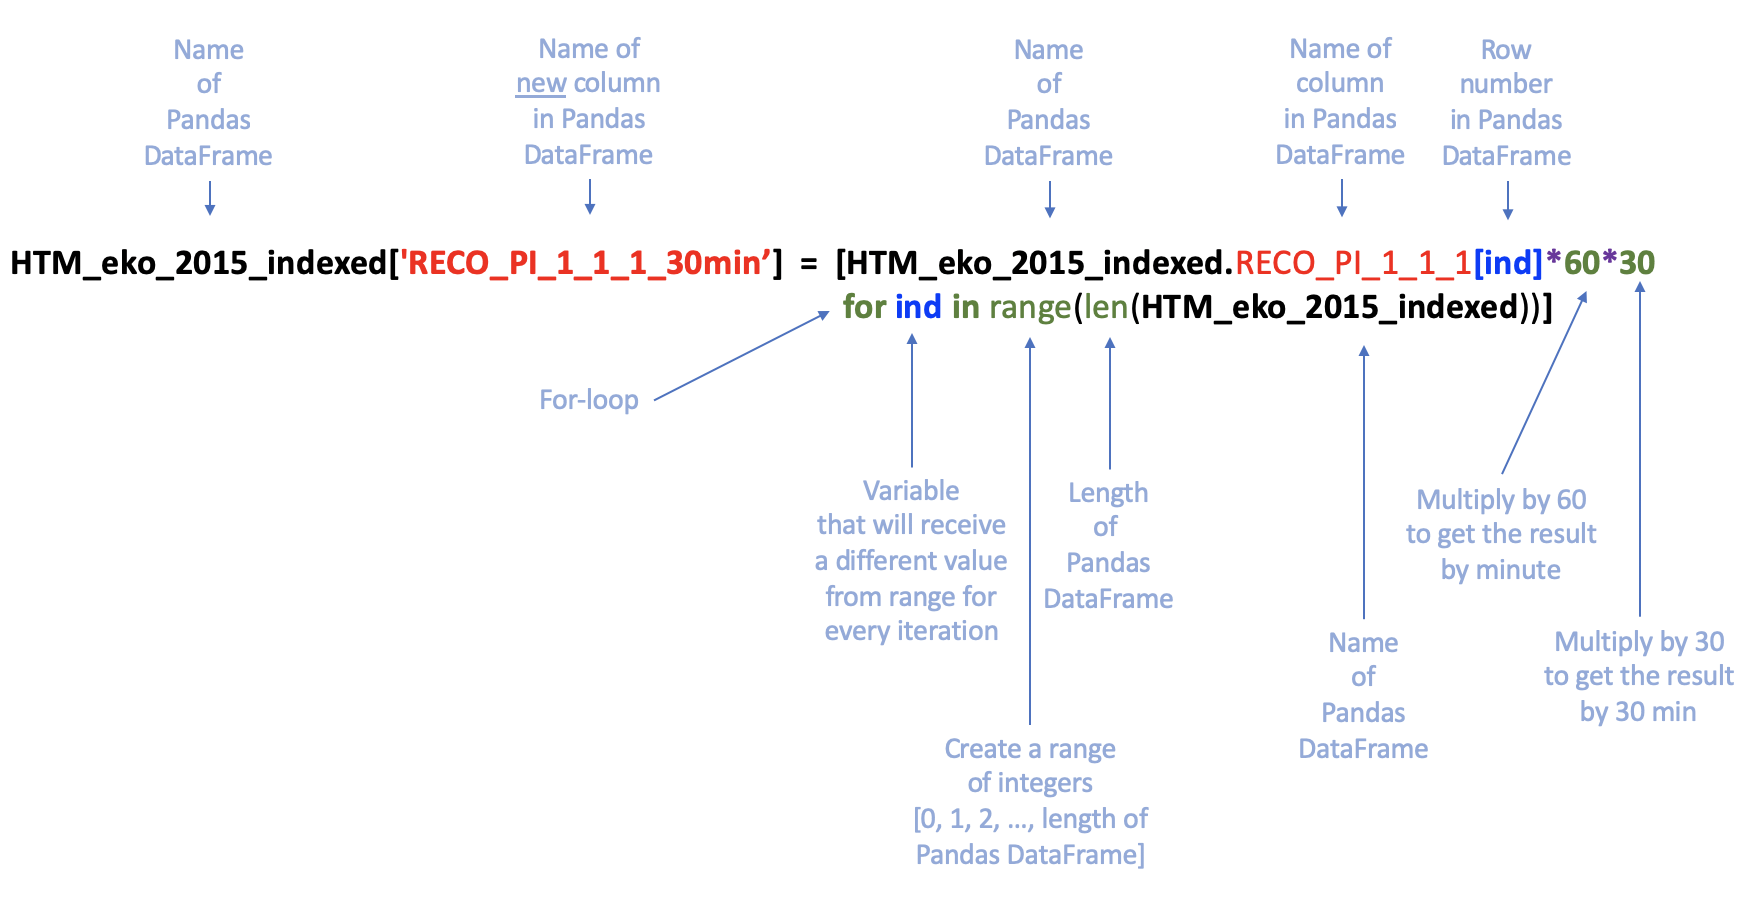 Name
of
Pandas
DataFrame
Name of
new column
in Pandas
DataFrame
Name
of
Pandas
DataFrame
Name of
column
in Pandas
DataFrame
Row
number
in Pandas
DataFrame
HTM_eko_2015_indexed['RECO_PI_1_1_1_30min’] = [HTM_eko_2015_indexed.RECO_PI_1_1_1[ind]*60*30
for ind in range(len(HTM_eko_2015_indexed))]
For-loop
Variable
that will receive
a different value
from range for
every iteration
Length
of
Pandas
DataFrame
Multiply by 60
to get the result
by minute
Name
of
Pandas
DataFrame
Multiply by 30
to get the result
by 30 min
Create a range
of integers
[0, 1, 2, ..., length of
Pandas DataFrame]